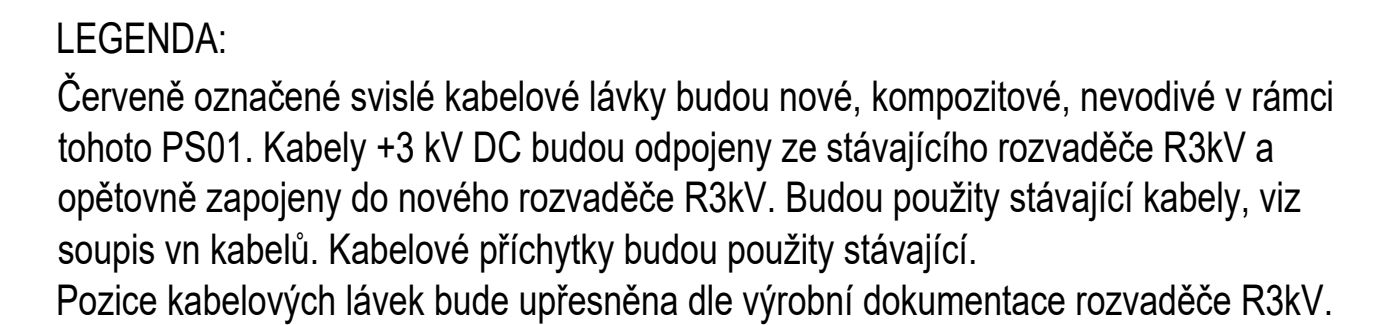 LEGENDA:
Červeně označené svislé kabelové lávky budou nové, kompozitové, nevodivé v rámci
tohoto PS01. Kabely +3 kV DC budou odpojeny ze stávajícího rozvaděče R3kV a
opětovně zapojeny do nového rozvaděče R3kV. Budou použity stávající kabely, viz
soupis vn kabelů. Kabelové příchytky budou použity stávající.
Pozice kabelových lávek bude upřesněna dle výrobní dokumentace rozvaděče R3kV.